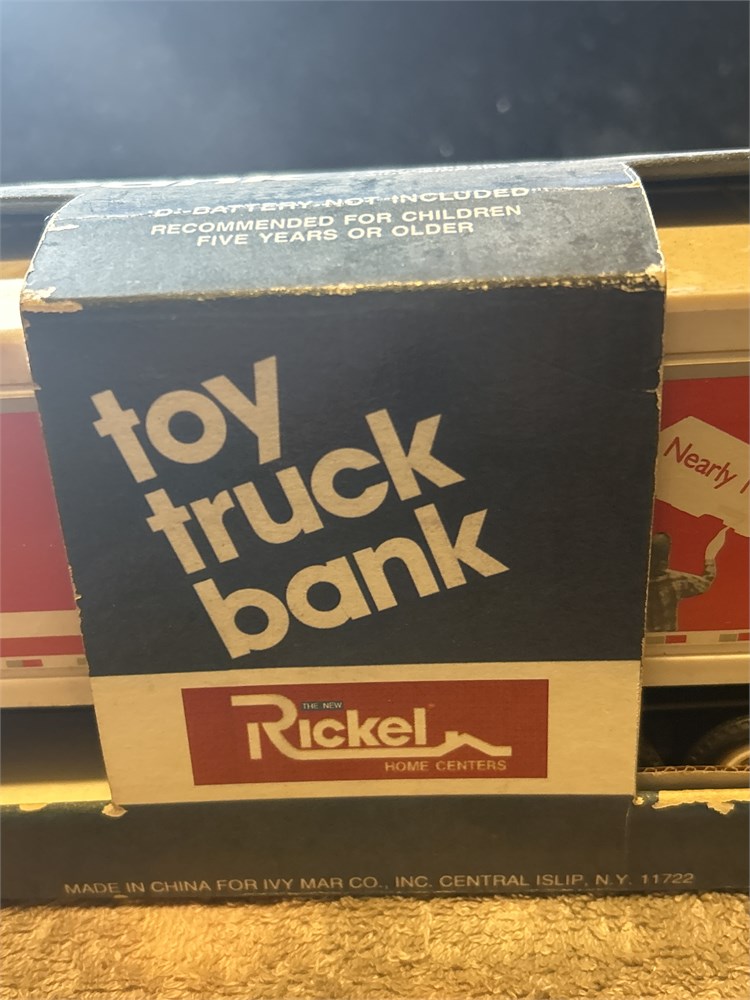 "D" BATTERY NOT INCLUDED"
RECOMMENDED FOR CHILDREN
FIVE YEARS OR OLDER
toy
truck
bank
Nearly
THE NEW
Rickel
HOME CENTERS
MADE IN CHINA FOR IVY MAR CO., INC. CENTRAL ISLIP, N.Y. 11722